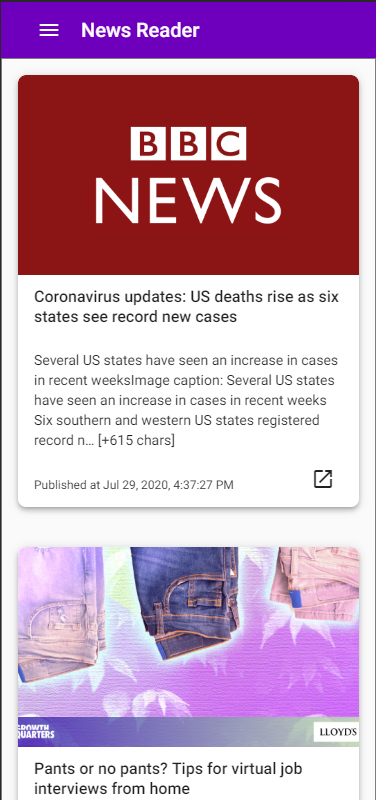 News Reader
BBC
NEWS
Coronavirus updates: US deaths rise as six
states see record new cases
Several US states have seen an increase in cases
in recent weeksImage caption: Several US states
have seen an increase in cases in recent weeks
Six southern and western US states registered
record n… [+615 chars]
Published at Jul 29, 2020, 4:37:27 PM
GROWTH
QUARTERS
LLOYDS
Pants or no pants? Tips for virtual job
interviews from home